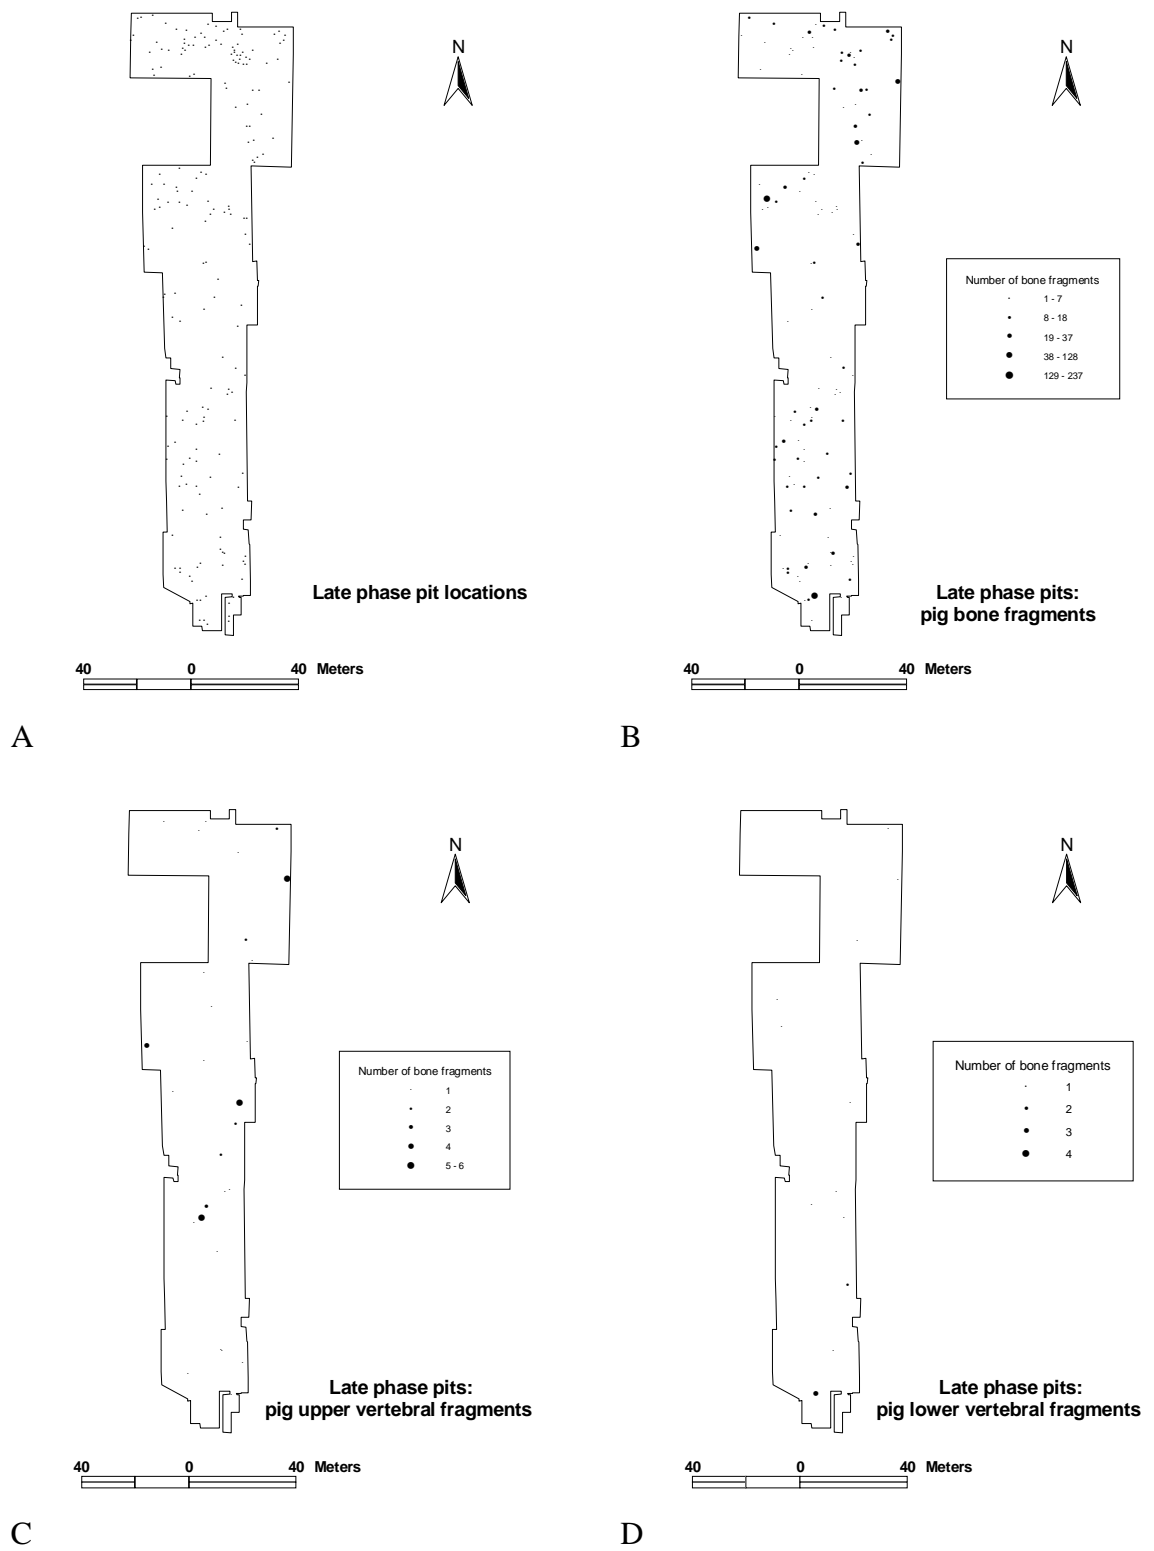 N
Late phase pit locations
40 0 40 Meters
A
N
Number of bone fragments
1 - 7
8 - 18
19 - 37
38 - 128
129 - 237
Late phase pits:
pig bone fragments
40 0 40 Meters
B
N
Number of bone fragments
1
2
3
4
5 - 6
Late phase pits:
pig upper vertebral fragments
40 0 40 Meters
C
N
Number of bone fragments
1
2
3
4
Late phase pits:
pig lower vertebral fragments
40 0 40 Meters
D